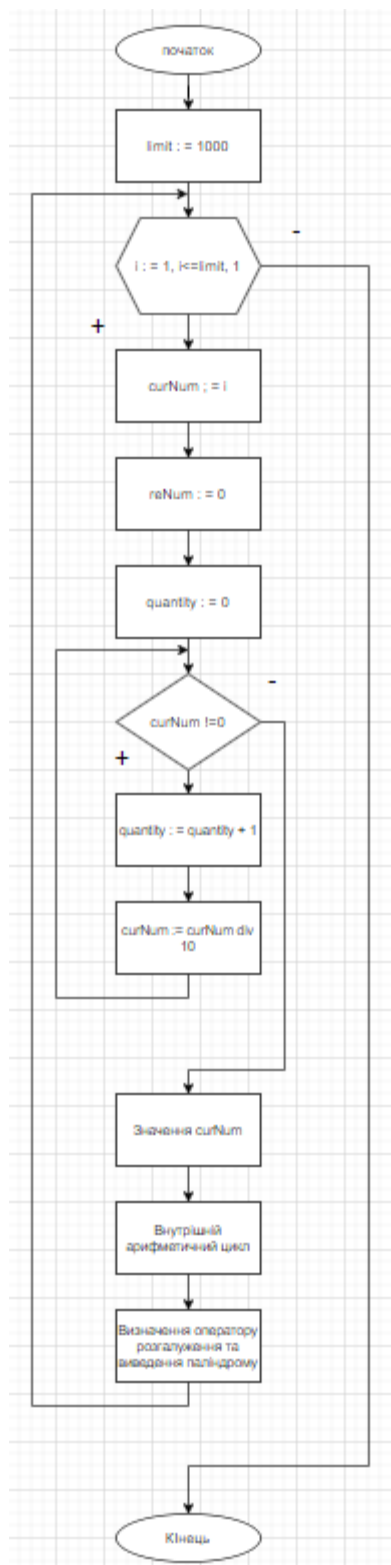 початок
limit : = 1000
-
i : = 1, i<=limit, 1
+
curNum ; = i
reNum : = 0
quantity : = 0
-
curNum !=0
+
quantity : = quantity + 1
curNum := curNum div
10
Значення curNum
Внутрішній
арифметичний цикл
Визначення оператору
розгалуження та
виведення паліндрому
Кінець